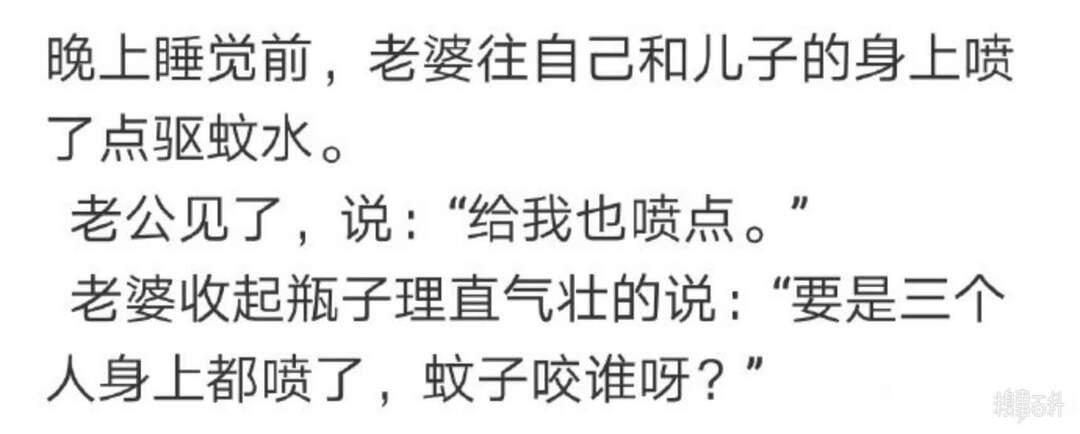 晚上睡觉前，老婆往自己和儿子的身上喷
了点驱蚊水。
老公见了，说：“给我也喷点。”
老婆收起瓶子理直气壮的说：“要是三个
人身上都喷了，蚊子咬谁呀？”